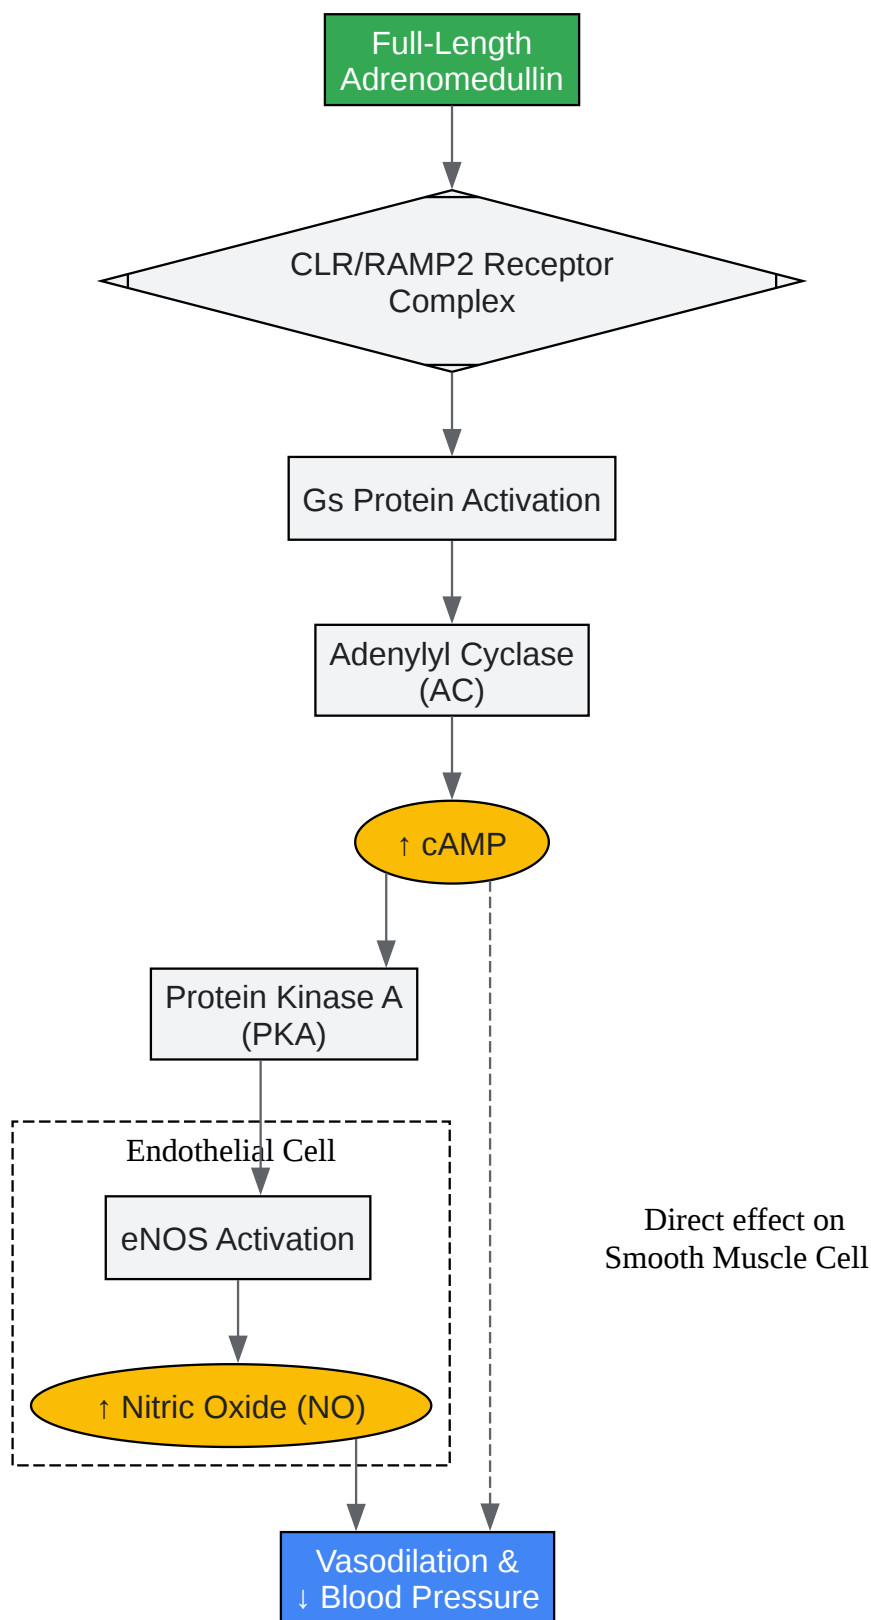 Full-Length
Adrenomedullin
CLR/RAMP2 Receptor
Complex
Gs Protein Activation
Adenylyl Cyclase
(AC)
↑ cAMP
Protein Kinase A
(PKA)
Endothelial Cell
eNOS Activation
Direct effect on
Smooth Muscle Cell
↑ Nitric Oxide (NO)
Vasodilation &
↓ Blood Pressure